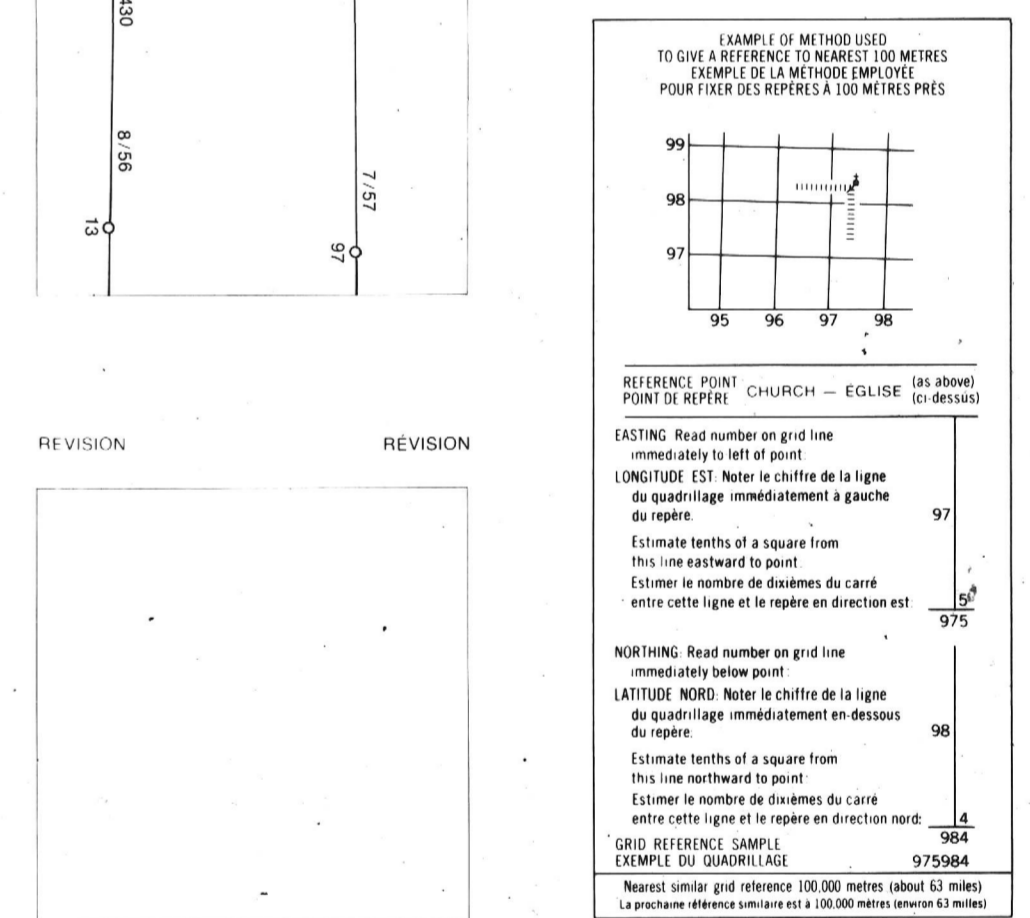 430
8/56
13
7/57
97
REVISION
RÉVISION
EXAMPLE OF METHOD USED
TO GIVE A REFERENCE TO NEAREST 100 METRES
EXEMPLE DE LA MÉTHODE EMPLOYÉE
POUR FIXER DES REPÈRES À 100 MÈTRES PRÈS
99
98
97
95 96 97 98
REFERENCE POINT
POINT DE REPÈRE
CHURCH — ÉGLISE
(as above)
(ci-dessus)
EASTING Read number on grid line
immediately to left of point:
LONGITUDE EST: Noter le chiffre de la ligne
du quadrillage immédiatement à gauche
du repère. 97
Estimate tenths of a square from
this line eastward to point
Estimer le nombre de dixièmes du carré
entre cette ligne et le repère en direction est: 5
975
NORTHING: Read number on grid line
immediately below point:
LATITUDE NORD: Noter le chiffre de la ligne
du quadrillage immédiatement en-dessous
du repère: 98
Estimate tenths of a square from
this line northward to point:
Estimer le nombre de dixièmes du carré
entre cette ligne et le repère en direction nord: 4
984
GRID REFERENCE SAMPLE
EXEMPLE DU QUADRILLAGE 975984
Nearest similar grid reference 100,000 metres (about 63 miles)
La prochaine référence similaire est à 100,000 mètres (environ 63 milles)